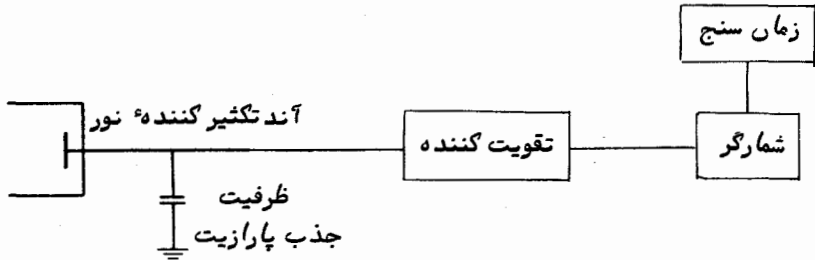 زمان سنج
آند تکثیر کنندهٔ نور
تقویت کننده
شمارگر
ظرفیت
جذب پارازیت